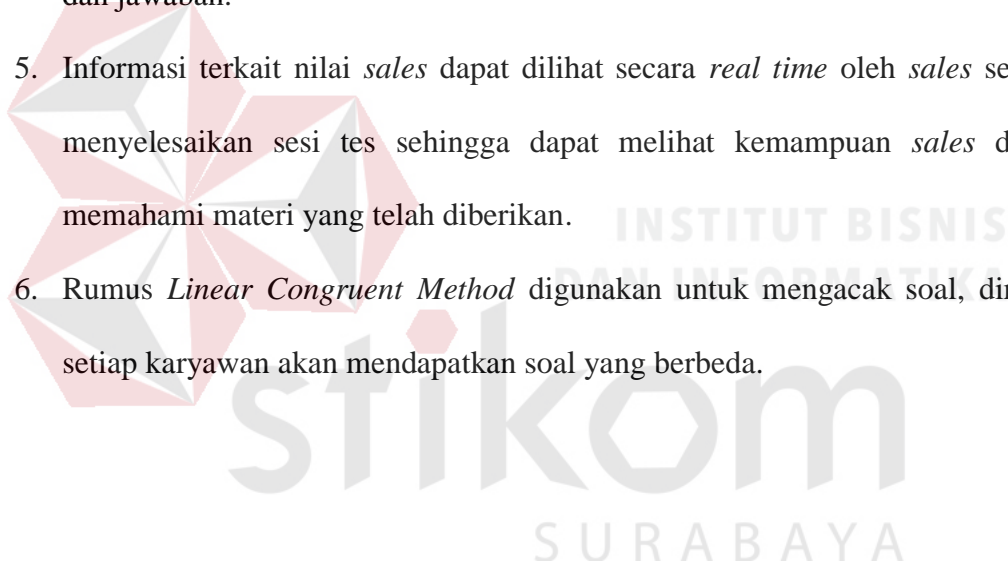 dan jawaban.
5. Informasi terkait nilai sales dapat dilihat secara real time oleh sales
menyelesaikan sesi tes sehingga dapat melihat kemampuan sales
memahami materi yang telah diberikan.
INSTITUT BISNIS
DAN INFORMATIKA
6. Rumus Linear Congruent Method digunakan untuk mengacak soal,
setiap karyawan akan mendapatkan soal yang berbeda.
stikom
SURABAYA